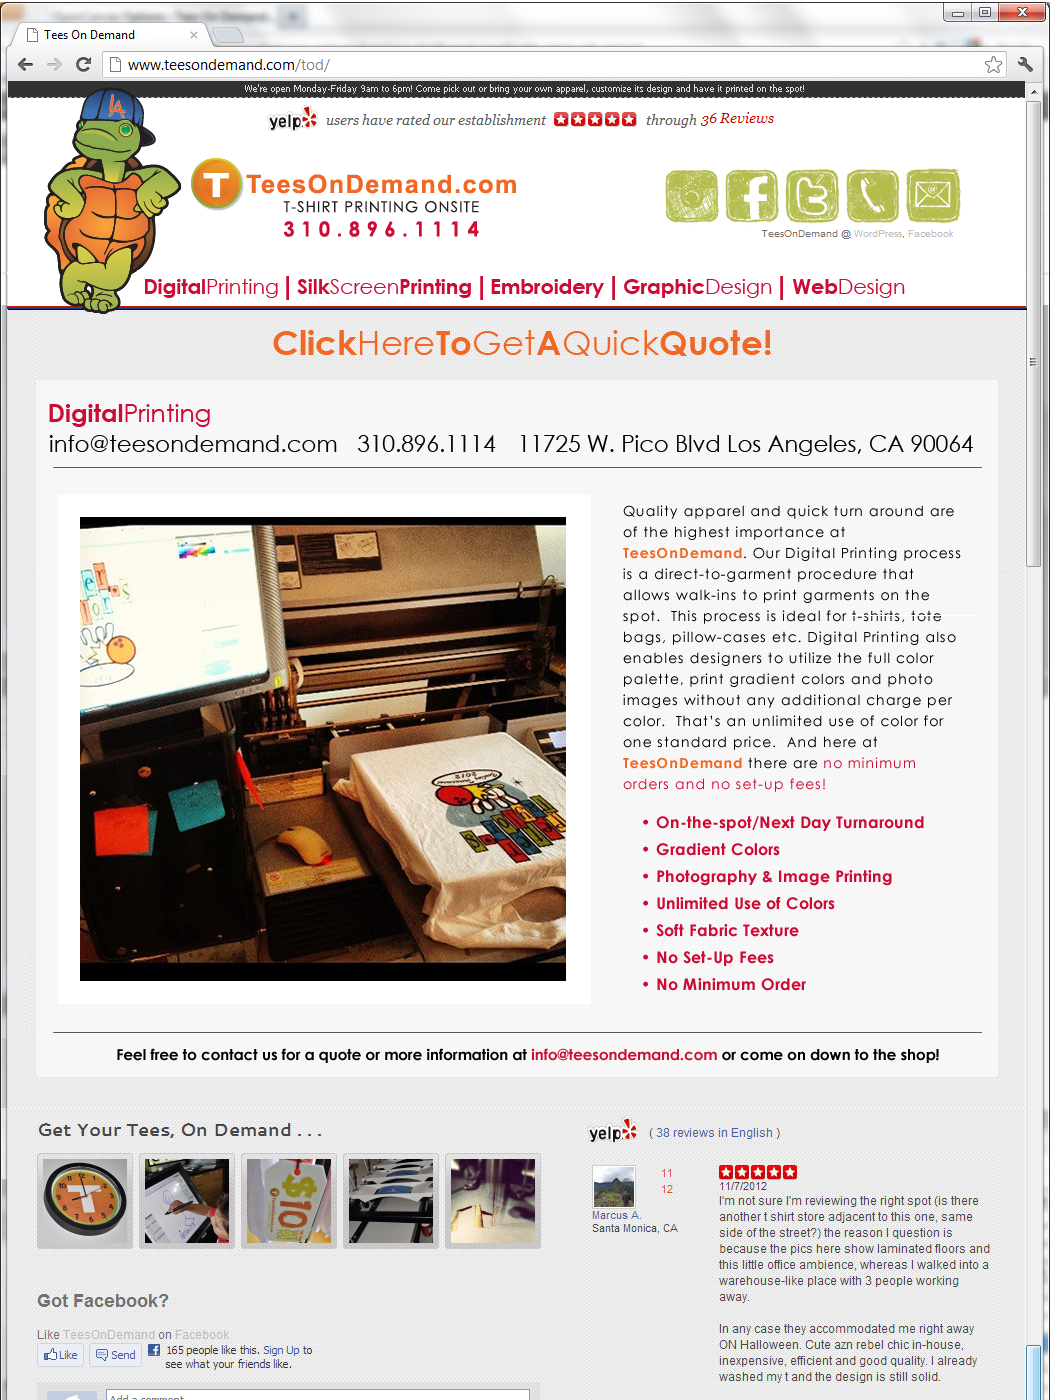 Tees On Demand
www.teesondemand.com/tod/
We're open Monday-Friday 9am to 6pm! Come pick out or bring your own apparel, customize its design and have it printed on the spot!
yelp users have rated our establishment through 36 Reviews
LA
T TeesOnDemand.com
T-SHIRT PRINTING ONSITE
310.896.1114
TeesOnDemand @ WordPress, Facebook
DigitalPrinting | SilkScreenPrinting | Embroidery | GraphicDesign | WebDesign
ClickHereToGetAQuickQuote!
DigitalPrinting
info@teesondemand.com 310.896.1114 11725 W. Pico Blvd Los Angeles, CA 90064
Quality apparel and quick turn around are
of the highest importance at
TeesOnDemand. Our Digital Printing process
is a direct-to-garment procedure that
allows walk-ins to print garments on the
spot. This process is ideal for t-shirts, tote
bags, pillow-cases etc. Digital Printing also
enables designers to utilize the full color
palette, print gradient colors and photo
images without any additional charge per
color. That's an unlimited use of color for
one standard price. And here at
TeesOnDemand there are no minimum
orders and no set-up fees!
• On-the-spot/Next Day Turnaround
• Gradient Colors
• Photography & Image Printing
• Unlimited Use of Colors
• Soft Fabric Texture
• No Set-Up Fees
• No Minimum Order
Feel free to contact us for a quote or more information at info@teesondemand.com or come on down to the shop!
Get Your Tees, On Demand . . .
$10
yelp ( 38 reviews in English )
11
12
Marcus A.
Santa Monica, CA
11/7/2012
I'm not sure I'm reviewing the right spot (is there
another t shirt store adjacent to this one, same
side of the street?) the reason I question is
because the pics here show laminated floors and
this little office ambience, whereas I walked into a
warehouse-like place with 3 people working
away.
In any case they accommodated me right away
ON Halloween. Cute azn rebel chic in-house,
inexpensive, efficient and good quality. I already
washed my t and the design is still solid.
Got Facebook?
Like TeesOnDemand on Facebook
Like Send 165 people like this. Sign Up to
see what your friends like.
Add a comment